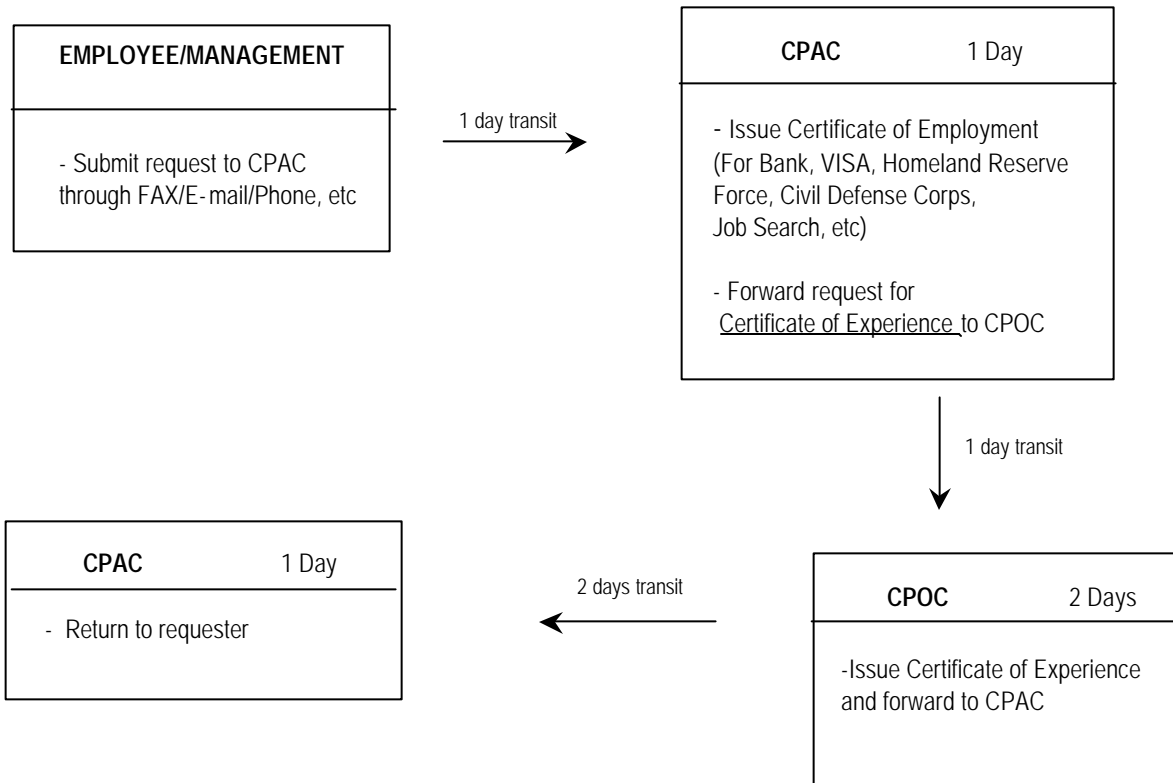 EMPLOYEE/MANAGEMENT
- Submit request to CPAC
through FAX/E-mail/Phone, etc
1 day transit
CPAC 1 Day
- Issue Certificate of Employment
(For Bank, VISA, Homeland Reserve
Force, Civil Defense Corps,
Job Search, etc)
- Forward request for
Certificate of Experience to CPOC
1 day transit
CPOC 2 Days
-Issue Certificate of Experience
and forward to CPAC
2 days transit
CPAC 1 Day
- Return to requester